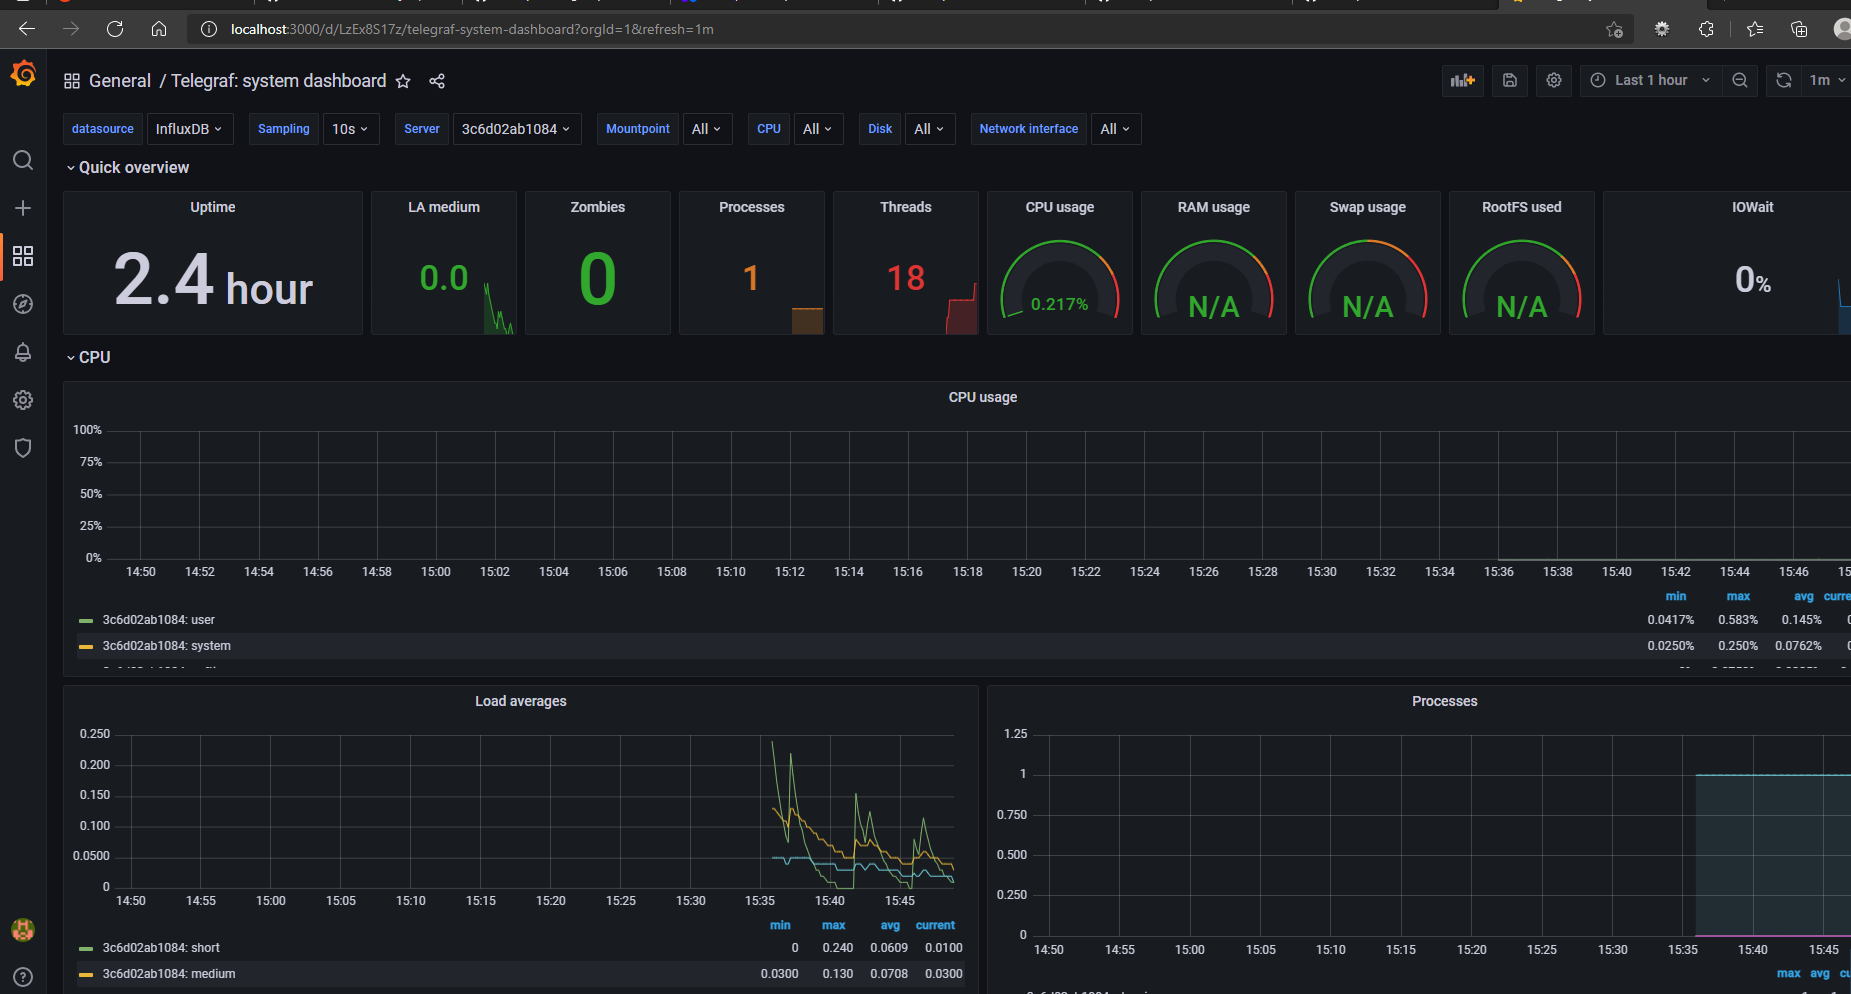 localhost:3000/d/LzEx8S17z/telegraf-system-dashboard?orgId=1&refresh=1m
General / Telegraf: system dashboard
Last 1 hour
1m
datasource InfluxDB Sampling 10s Server 3c6d02ab1084 Mountpoint All CPU All Disk All Network interface All
Quick overview
Uptime LA medium Zombies Processes Threads CPU usage RAM usage Swap usage RootFS used IOWait
2.4 hour 0.0 0 1 18 0.217% N/A N/A N/A 0%
CPU
CPU usage
100%
75%
50%
25%
0%
14:50 14:52 14:54 14:56 14:58 15:00 15:02 15:04 15:06 15:08 15:10 15:12 15:14 15:16 15:18 15:20 15:22 15:24 15:26 15:28 15:30 15:32 15:34 15:36 15:38 15:40 15:42 15:44 15:46 15
min max avg curre
3c6d02ab1084: user 0.0417% 0.583% 0.145%
3c6d02ab1084: system 0.0250% 0.250% 0.0762%
Load averages
0.250
0.200
0.150
0.100
0.0500
0
14:50 14:55 15:00 15:05 15:10 15:15 15:20 15:25 15:30 15:35 15:40 15:45
min max avg current
3c6d02ab1084: short 0 0.240 0.0609 0.0100
3c6d02ab1084: medium 0.0300 0.130 0.0708 0.0300
Processes
1.25
1
0.750
0.500
0.250
0
14:50 14:55 15:00 15:05 15:10 15:15 15:20 15:25 15:30 15:35 15:40 15:45
max avg cu